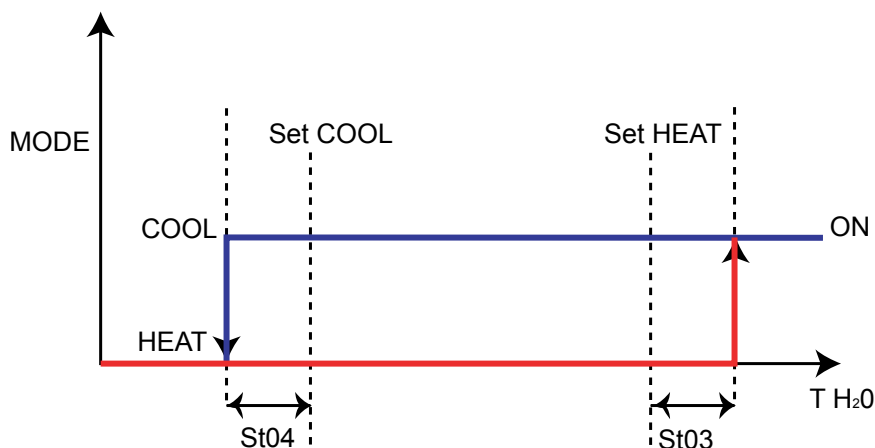 Set COOL
Set HEAT
MODE
COOL
ON
HEAT
T H₂0
St04
St03